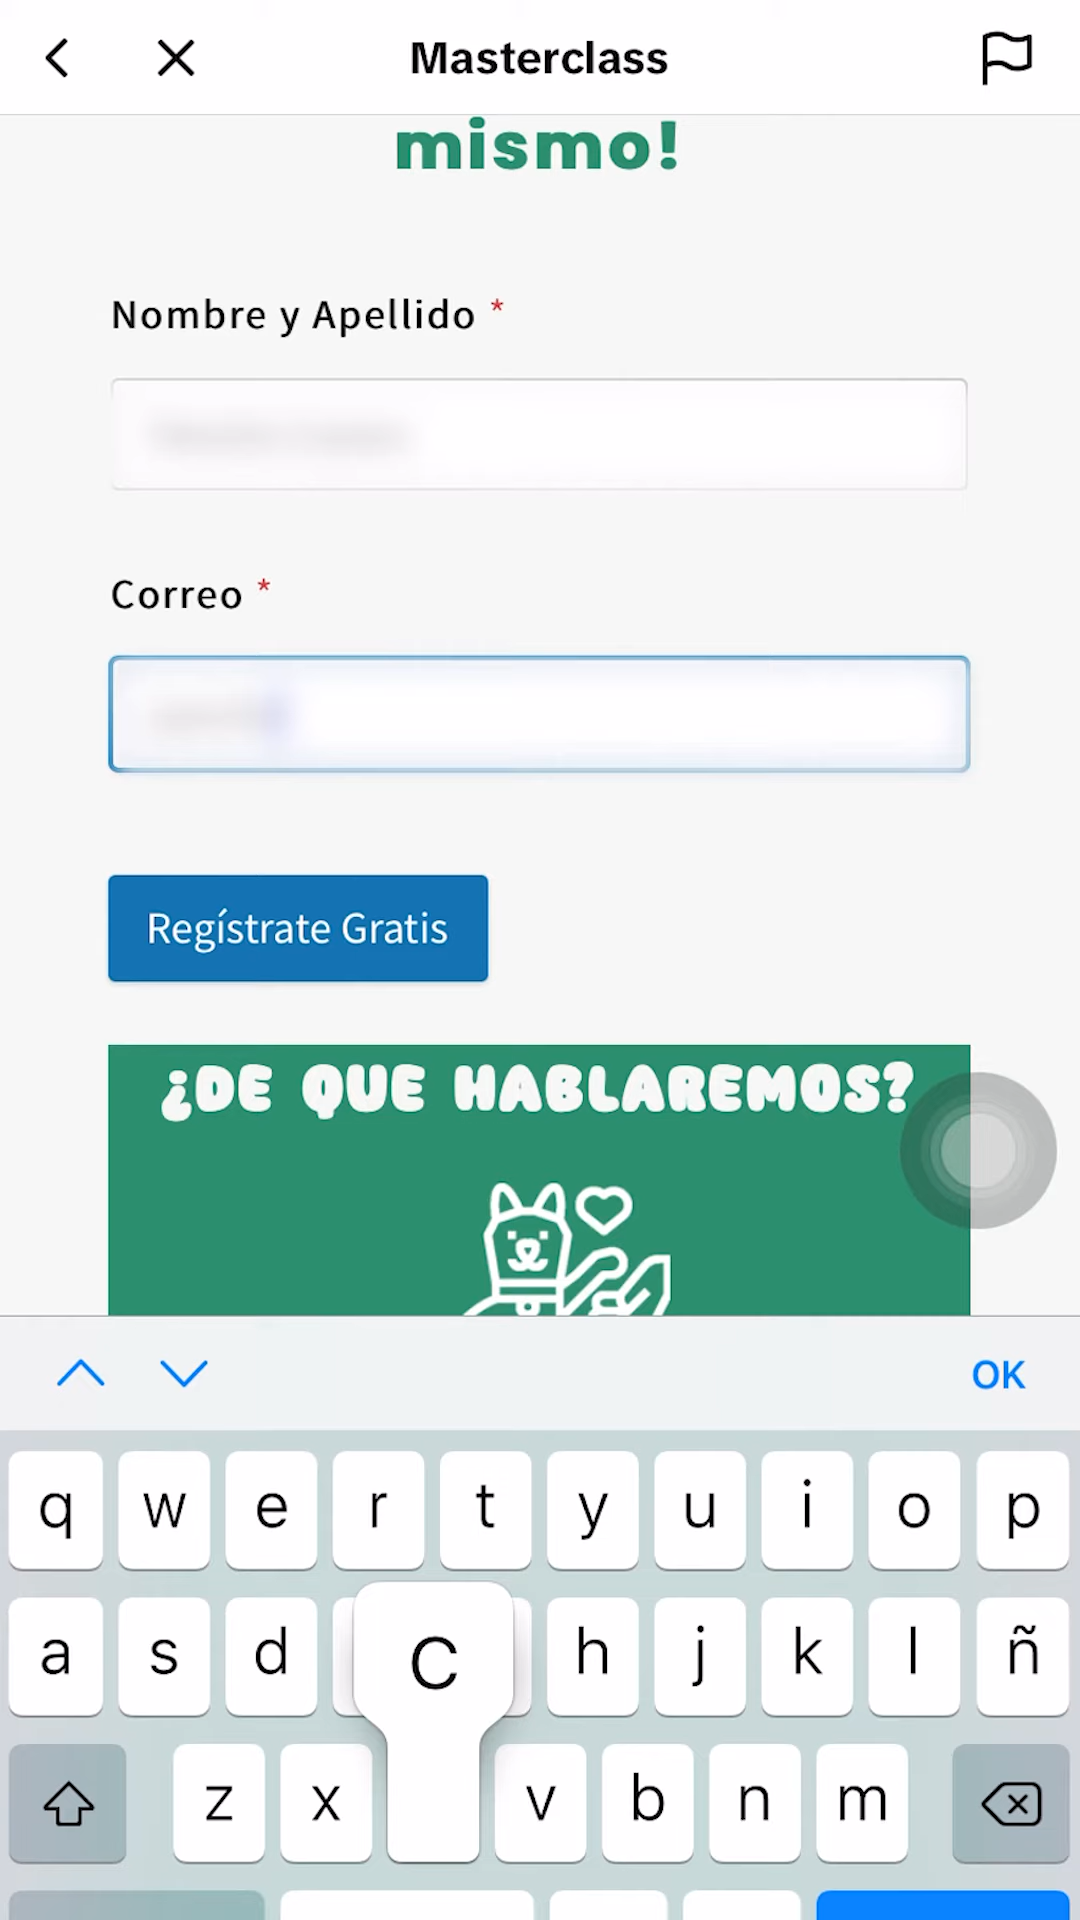 Masterclass
mismo!
Nombre y Apellido *
Correo *
Regístrate Gratis
¿DE QUE HABLAREMOS?
OK
q w e r t y u i o p
a s d C h j k l ñ
z x v b n m